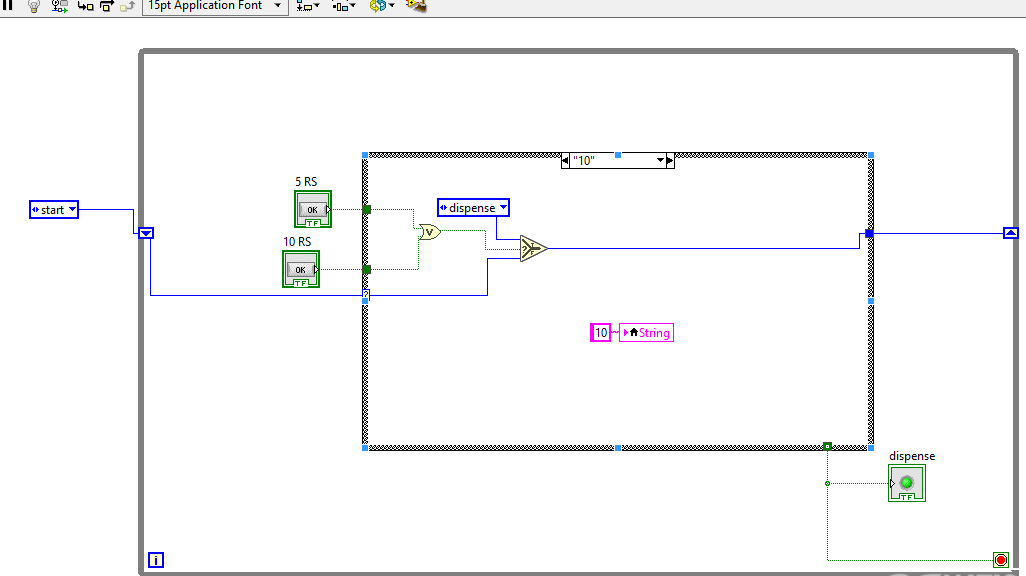 15pt Application Font
"10"
5 RS
OK
TF
start
dispense
V
10 RS
OK
TF
?
?
T
F
10
String
dispense
TF
i